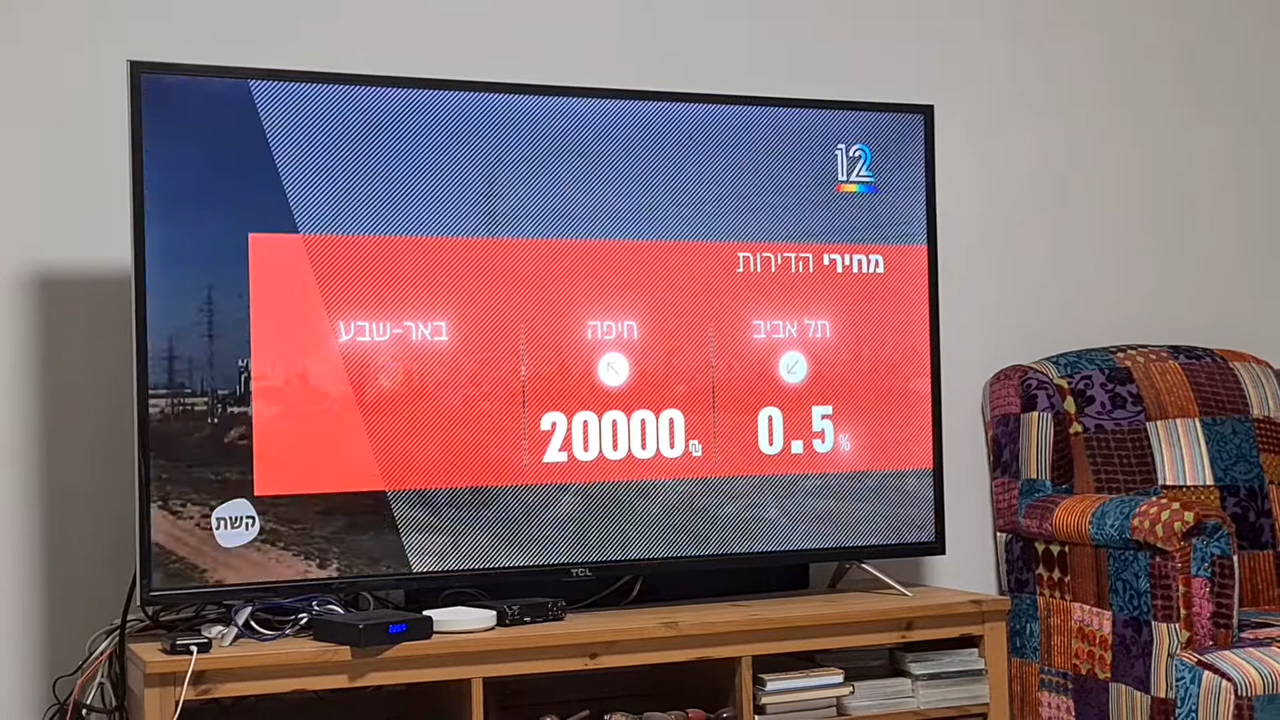 12
מחירי הדירות
תל אביב
חיפה
באר-שבע
0.5%
20000₪
קשת
TCL